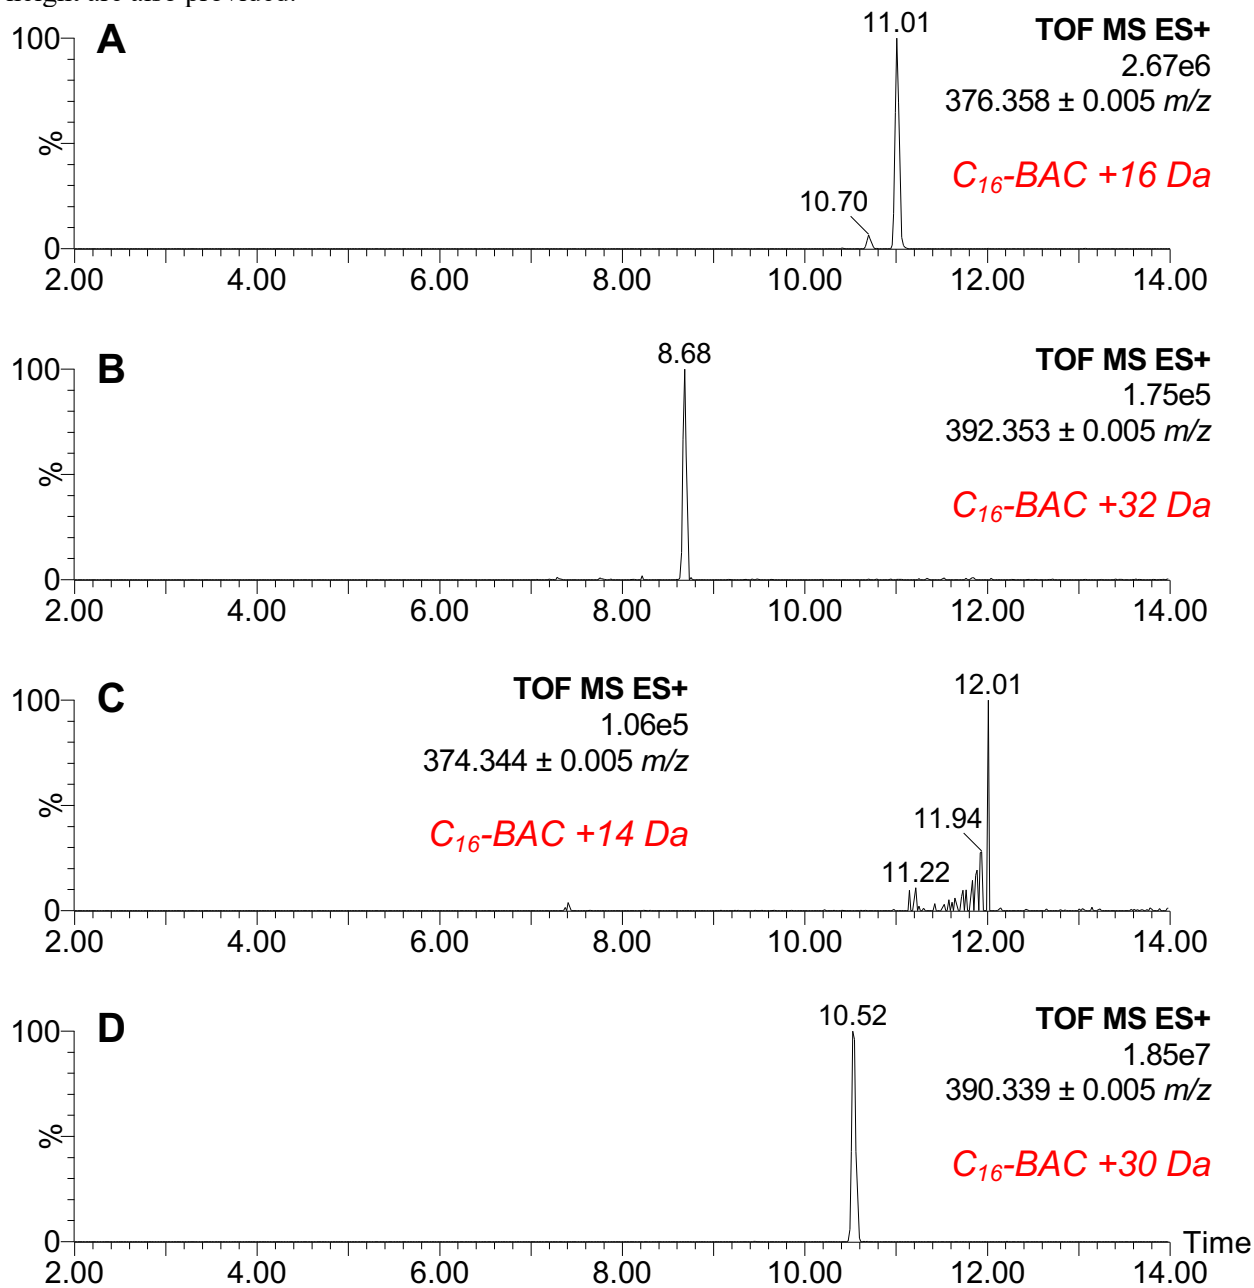 height are also provided.
A
11.01
TOF MS ES+
2.67e6
376.358 ± 0.005 m/z
C16-BAC +16 Da
10.70
100
%
0
2.00 4.00 6.00 8.00 10.00 12.00 14.00
B
8.68
TOF MS ES+
1.75e5
392.353 ± 0.005 m/z
C16-BAC +32 Da
100
%
0
2.00 4.00 6.00 8.00 10.00 12.00 14.00
C
TOF MS ES+
1.06e5
374.344 ± 0.005 m/z
C16-BAC +14 Da
12.01
11.94
11.22
100
%
0
2.00 4.00 6.00 8.00 10.00 12.00 14.00
D
10.52
TOF MS ES+
1.85e7
390.339 ± 0.005 m/z
C16-BAC +30 Da
100
%
0
Time
2.00 4.00 6.00 8.00 10.00 12.00 14.00